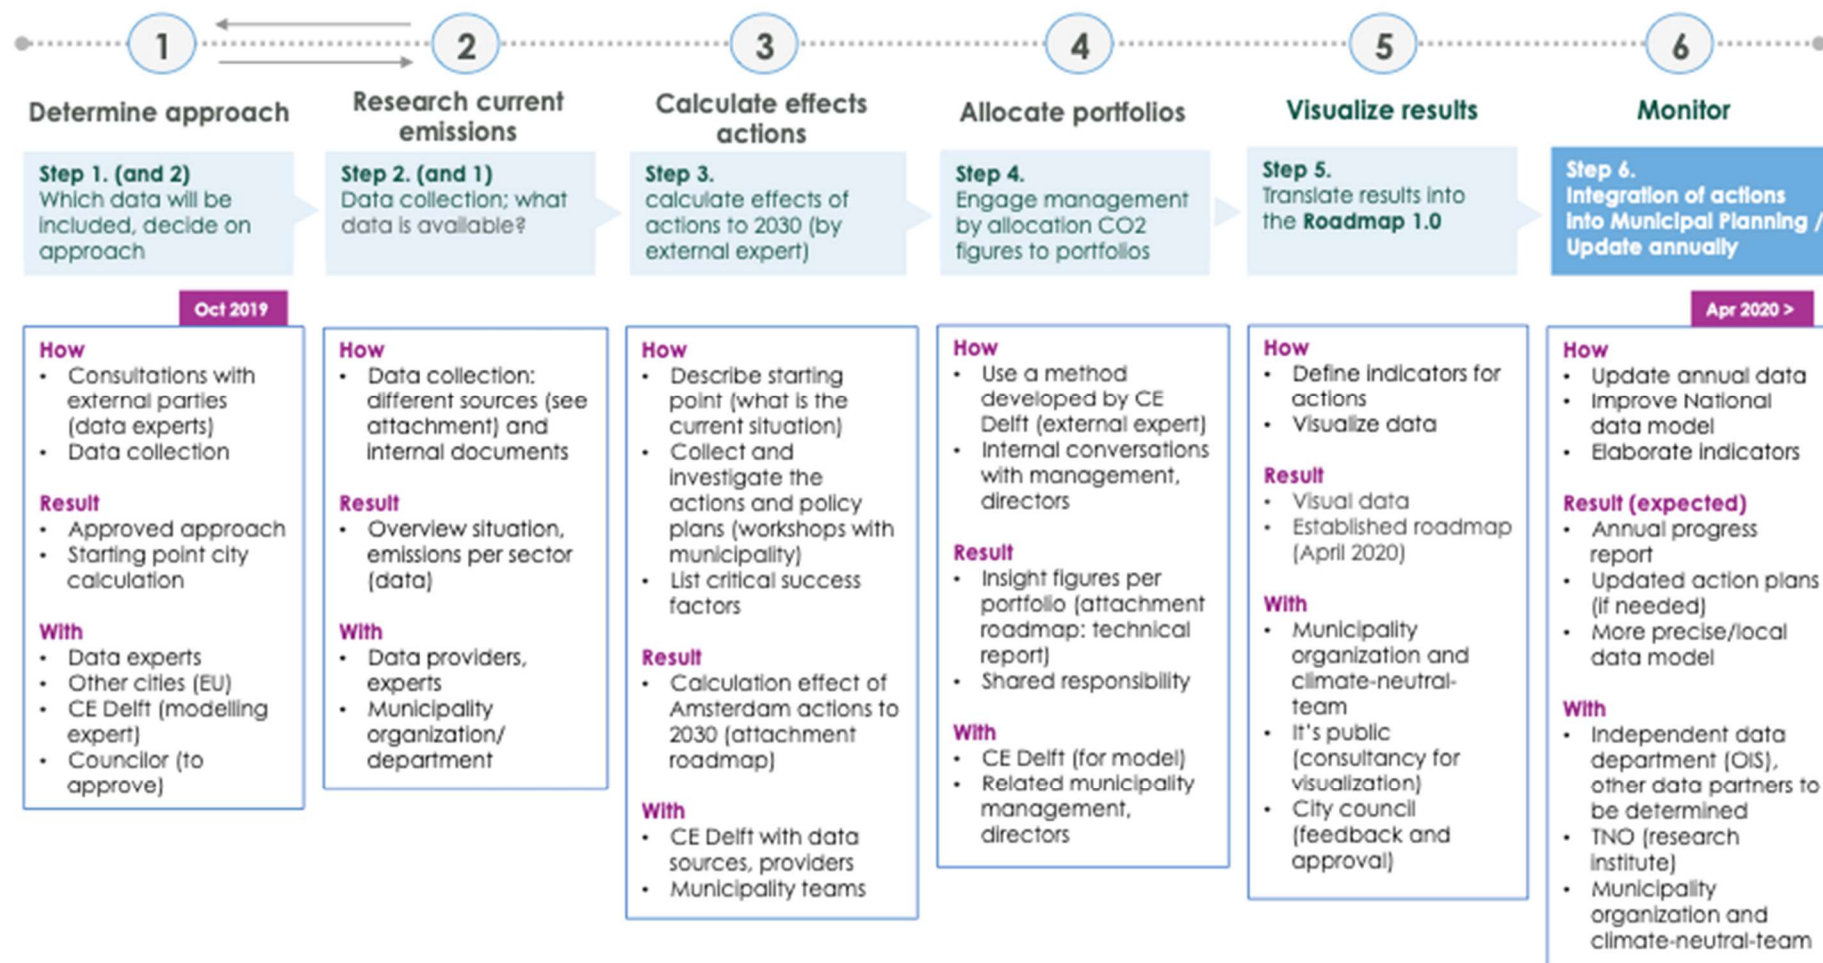 1
2
3
4
5
6
Determine approach
Research current
emissions
Calculate effects
actions
Allocate portfolios
Visualize results
Monitor
Step 1. (and 2)
Which data will be
included, decide on
approach
Step 2. (and 1)
Data collection; what
data is available?
Step 3.
calculate effects of
actions to 2030 (by
external expert)
Step 4.
Engage management
by allocation CO2
figures to portfolios
Step 5.
Translate results into
the Roadmap 1.0
Step 6.
Integration of actions
into Municipal Planning /
Update annually
Oct 2019
How
• Consultations with
external parties
(data experts)
• Data collection
Result
• Approved approach
• Starting point city
calculation
With
• Data experts
• Other cities (EU)
• CE Delft (modelling
expert)
• Councilor (to
approve)
How
• Data collection:
different sources (see
attachment) and
internal documents
Result
• Overview situation,
emissions per sector
(data)
With
• Data providers,
experts
• Municipality
organization/
department
How
• Describe starting
point (what is the
current situation)
• Collect and
investigate the
actions and policy
plans (workshops with
municipality)
• List critical success
factors
Result
• Calculation effect of
Amsterdam actions to
2030 (attachment
roadmap)
With
• CE Delft with data
sources, providers
• Municipality teams
How
• Use a method
developed by CE
Delft (external expert)
• Internal conversations
with management,
directors
Result
• Insight figures per
portfolio (attachment
roadmap: technical
report)
• Shared responsibility
With
• CE Delft (for model)
• Related municipality
management,
directors
How
• Define indicators for
actions
• Visualize data
Result
• Visual data
• Established roadmap
(April 2020)
With
• Municipality
organization and
climate-neutral-
team
• It's public
(consultancy for
visualization)
• City council
(feedback and
approval)
Apr 2020 >
How
• Update annual data
• Improve National
data model
• Elaborate indicators
Result (expected)
• Annual progress
report
• Updated action plans
(if needed)
• More precise/local
data model
With
• Independent data
department (OIS),
other data partners to
be determined
• TNO (research
institute)
• Municipality
organization and
climate-neutral-team